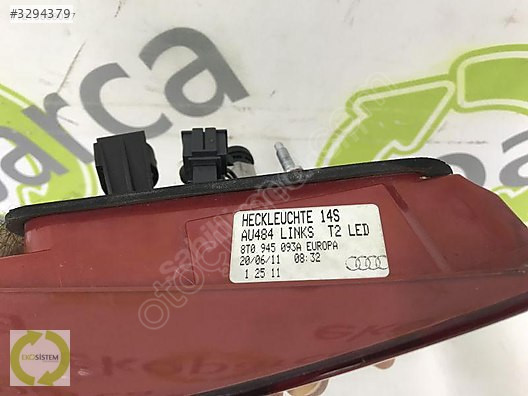 #3294379
arca
HECKLEUCHTE 14S
AU484 LINKS T2 LED
8T0 945 093A EUROPA
20/06/11 08:32
1 25 11
EKOSİSTEM